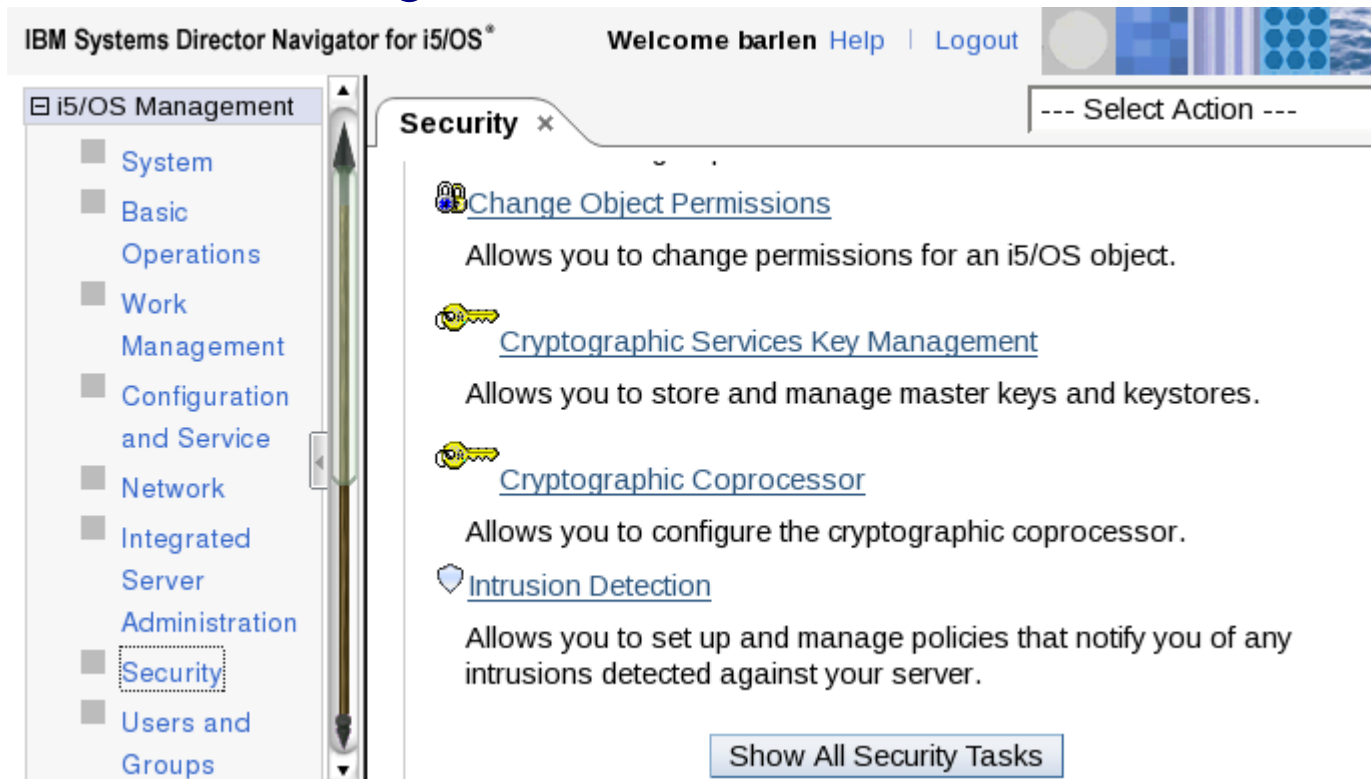 IBM Systems Director Navigator for i5/OS®
Welcome barlen Help | Logout
i5/OS Management
System
Basic
Operations
Work
Management
Configuration
and Service
Network
Integrated
Server
Administration
Security
Users and
Groups
Security ×
--- Select Action ---
Change Object Permissions
Allows you to change permissions for an i5/OS object.
Cryptographic Services Key Management
Allows you to store and manage master keys and keystores.
Cryptographic Coprocessor
Allows you to configure the cryptographic coprocessor.
Intrusion Detection
Allows you to set up and manage policies that notify you of any
intrusions detected against your server.
Show All Security Tasks